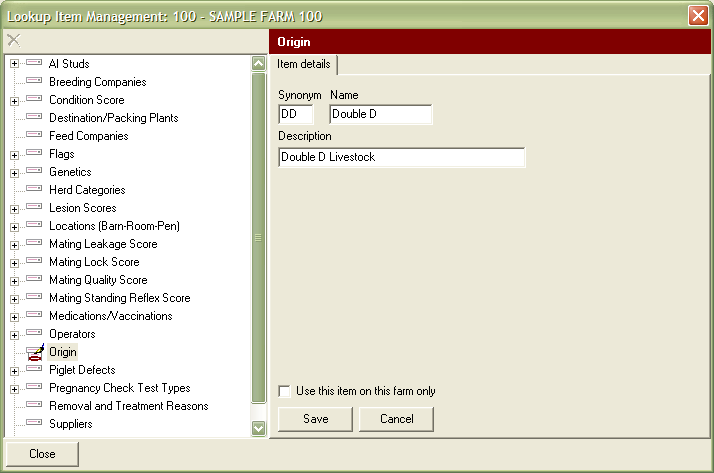 Lookup Item Management: 100 - SAMPLE FARM 100
AI Studs
Breeding Companies
Condition Score
Destination/Packing Plants
Feed Companies
Flags
Genetics
Herd Categories
Lesion Scores
Locations (Barn-Room-Pen)
Mating Leakage Score
Mating Lock Score
Mating Quality Score
Mating Standing Reflex Score
Medications/Vaccinations
Operators
Origin
Piglet Defects
Pregnancy Check Test Types
Removal and Treatment Reasons
Suppliers
Origin
Item details
Synonym Name
DD Double D
Description
Double D Livestock
Use this item on this farm only
Save Cancel
Close